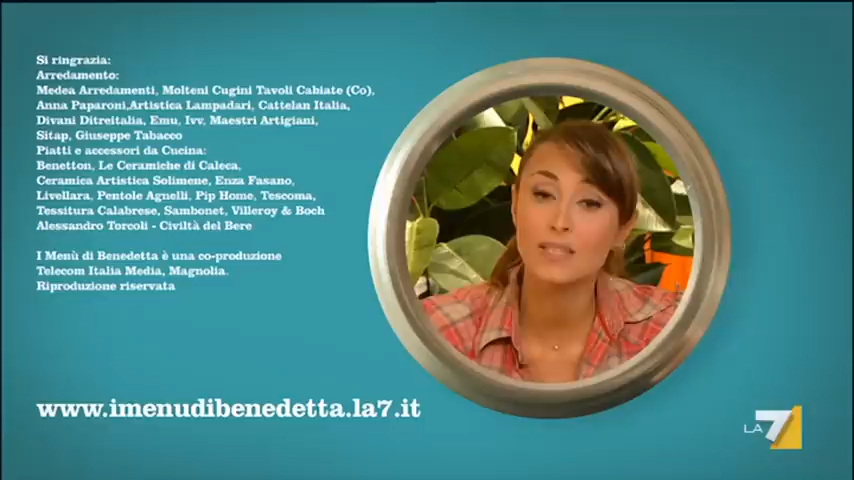 Si ringrazia:
Arredamento:
Medea Arredamenti, Molteni Cugini Tavoli Cabiate (Co),
Anna Paparoni,Artistica Lampadari, Cattelan Italia,
Divani Ditreitalia, Emu, Ivv, Maestri Artigiani,
Sitap, Giuseppe Tabacco
Piatti e accessori da Cucina:
Benetton, Le Ceramiche di Caleca,
Ceramica Artistica Solimene, Enza Fasano,
Livellara, Pentole Agnelli, Pip Home, Tescoma,
Tessitura Calabrese, Sambonet, Villeroy & Boch
Alessandro Torcoli - Civiltà del Bere
I Menù di Benedetta è una co-produzione
Telecom Italia Media, Magnolia.
Riproduzione riservata
www.imenudibenedetta.la7.it
LA 7